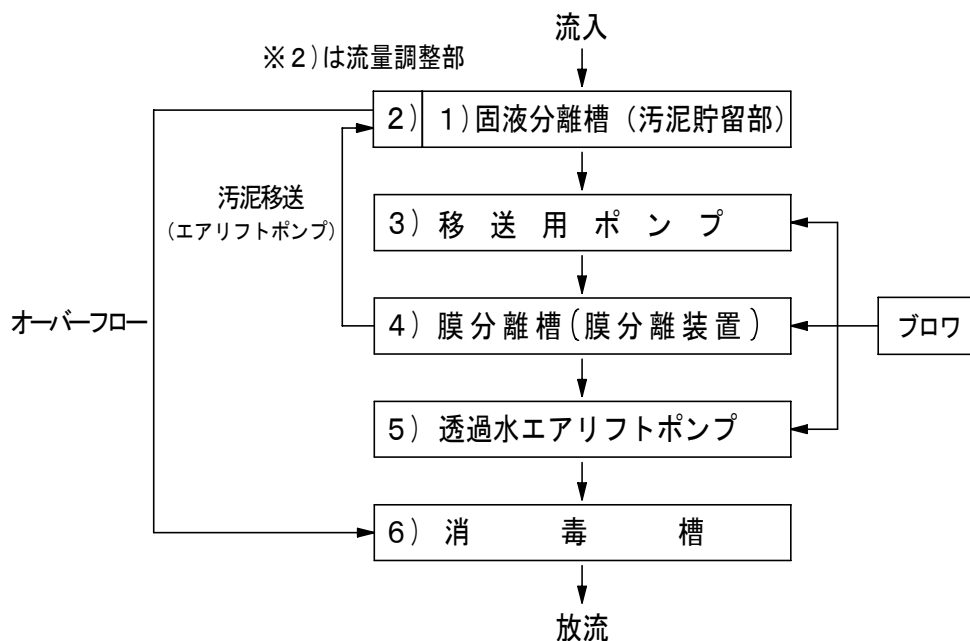 流入
※２)は流量調整部
２) １)固液分離槽（汚泥貯留部）
汚泥移送
（エアリフトポンプ）
３) 移送用ポンプ
オーバーフロー
４) 膜分離槽(膜分離装置)
ブロワ
５) 透過水エアリフトポンプ
６) 消毒槽
放流